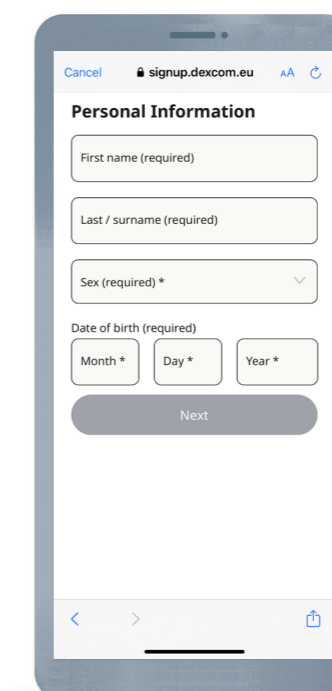 Cancel signup.dexcom.eu AA
Personal Information
First name (required)
Last / surname (required)
Sex (required) *
Date of birth (required)
Month * Day * Year *
Next